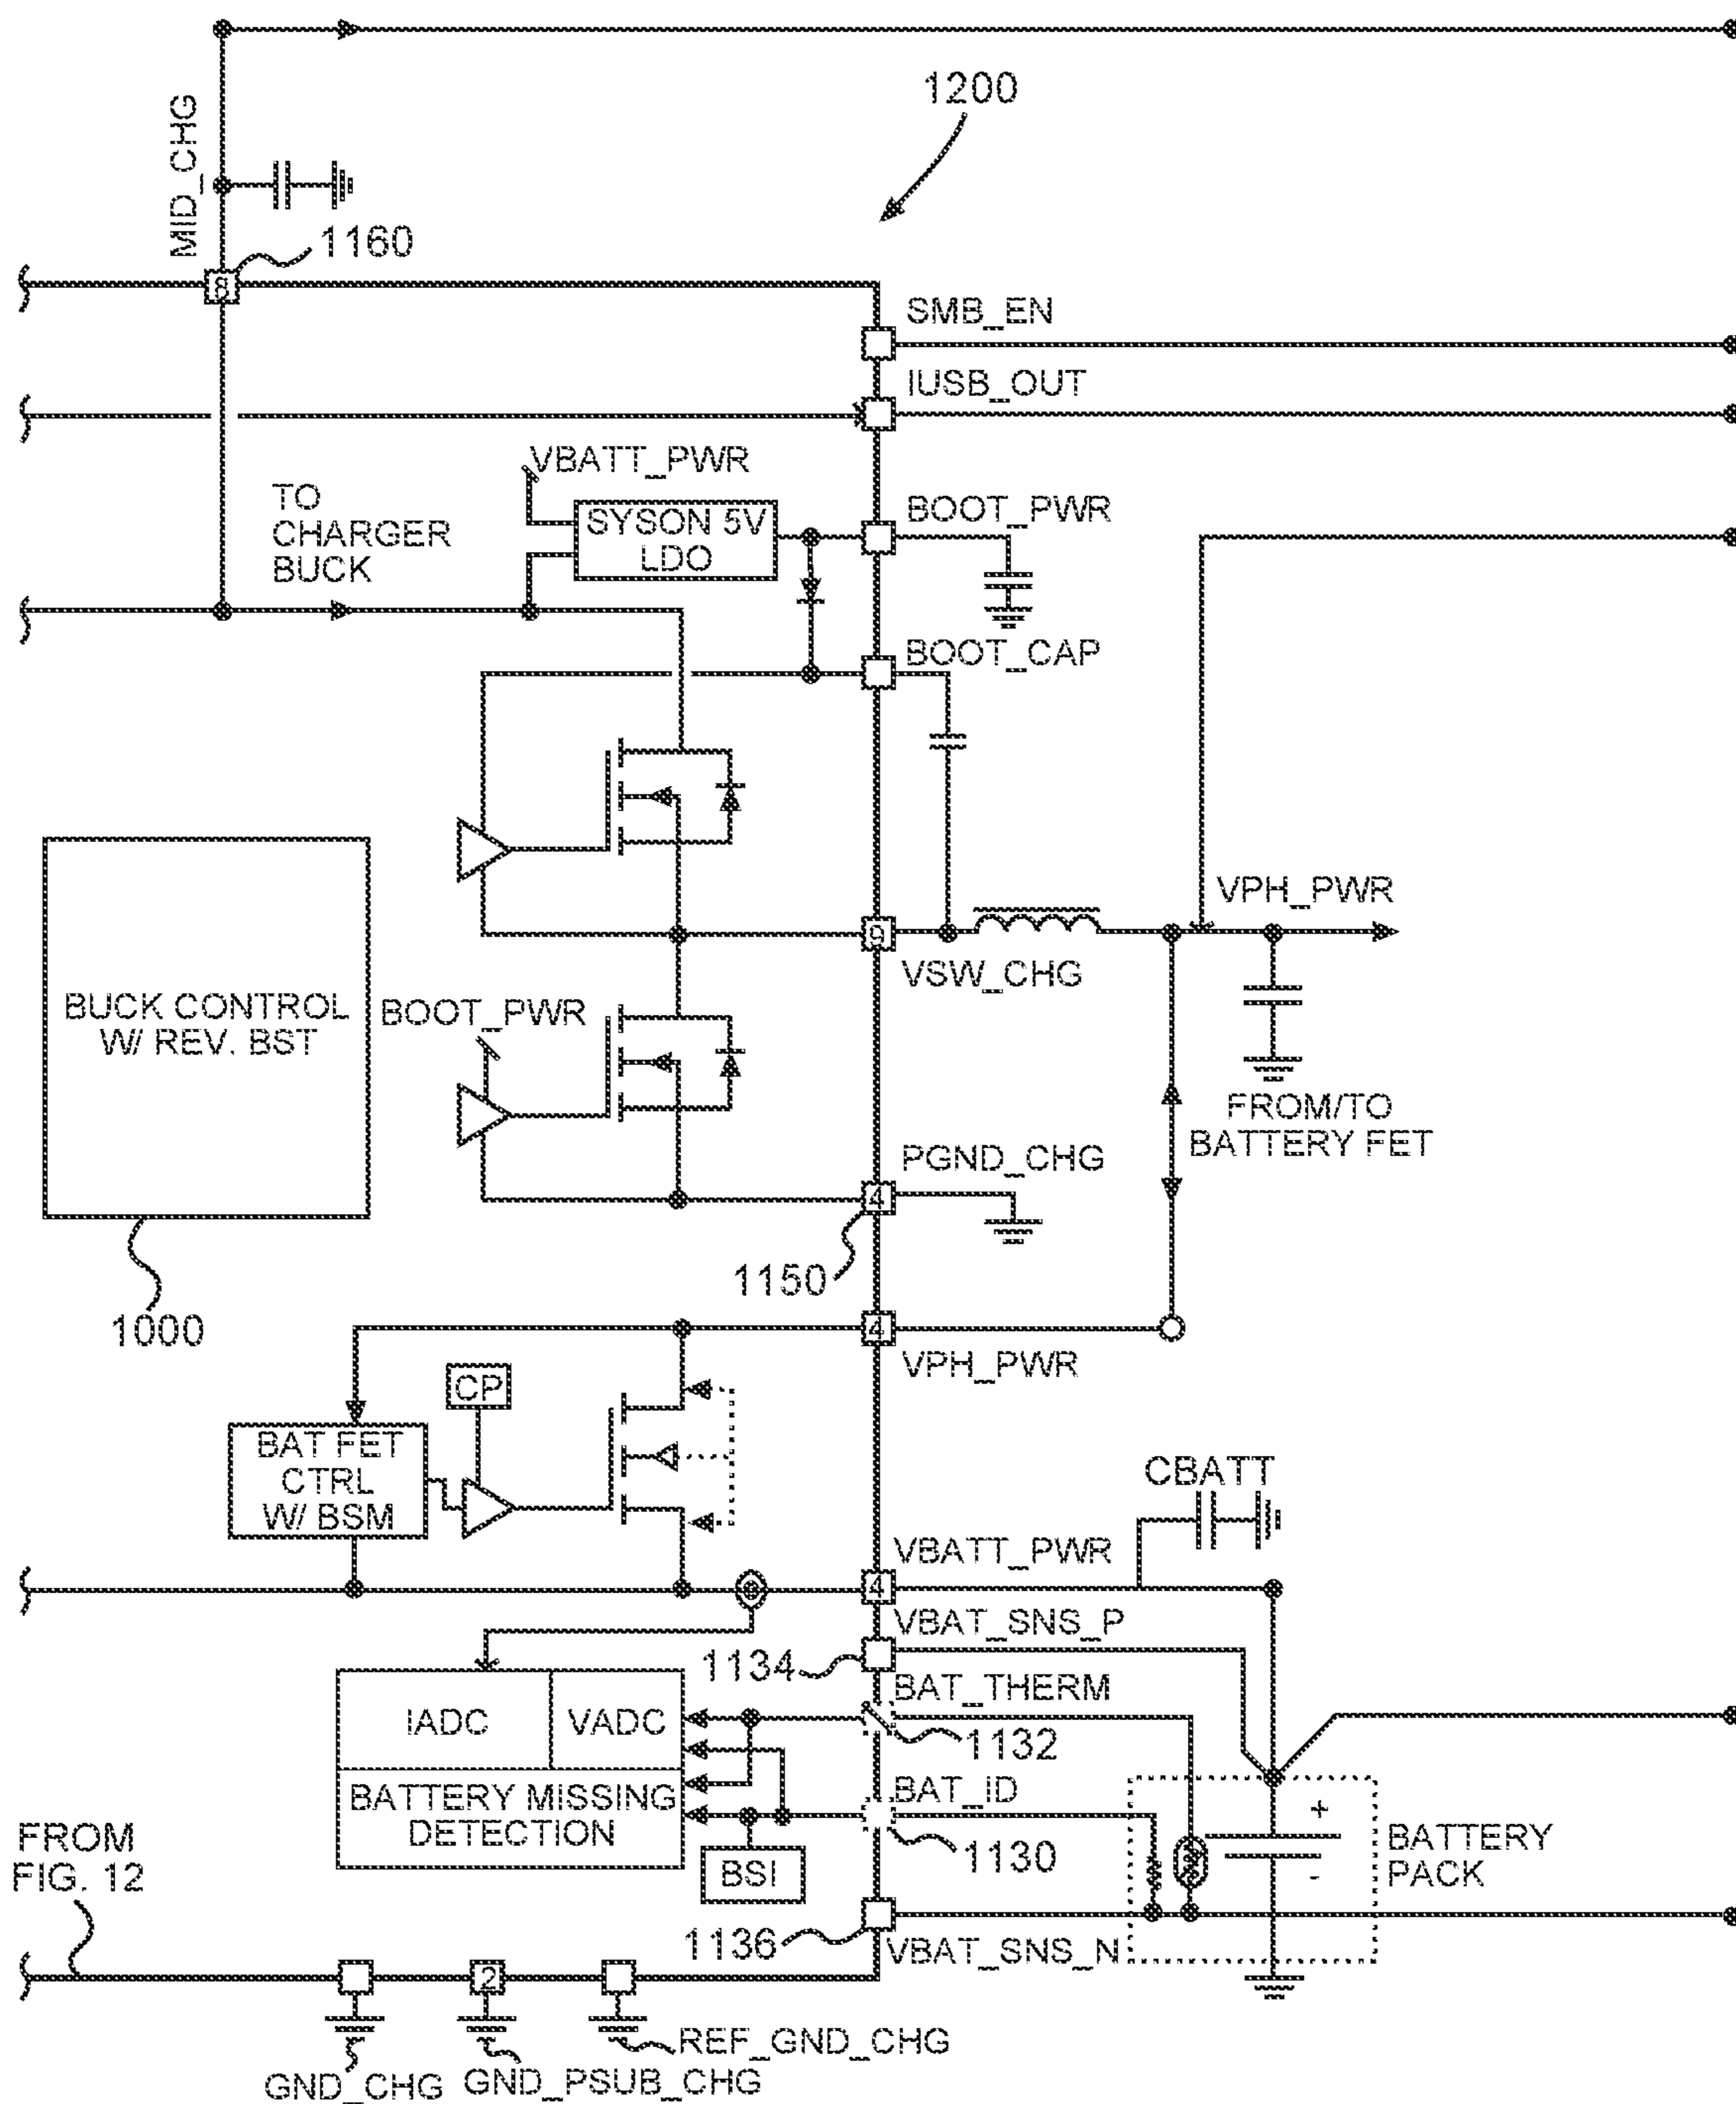 1200
MID_CHG
1160
8
SMB_EN
IUSB_OUT
VBATT_PWR
TO
CHARGER
BUCK
SYSON 5V
LDO
BOOT_PWR
BOOT_CAP
VPH_PWR
9
VSW_CHG
BUCK CONTROL
W/ REV. BST
BOOT_PWR
FROM/TO
BATTERY FET
PGND_CHG
4
1150
1000
4
VPH_PWR
CP
BAT FET
CTRL
W/ BSM
CBATT
VBATT_PWR
4
VBAT_SNS_P
1134
BAT_THERM
IADC
VADC
1132
BATTERY MISSING
DETECTION
BAT_ID
+
-
BATTERY
PACK
1130
BSI
FROM
FIG. 12
1136
VBAT_SNS_N
2
REF_GND_CHG
GND_CHG
GND_PSUB_CHG